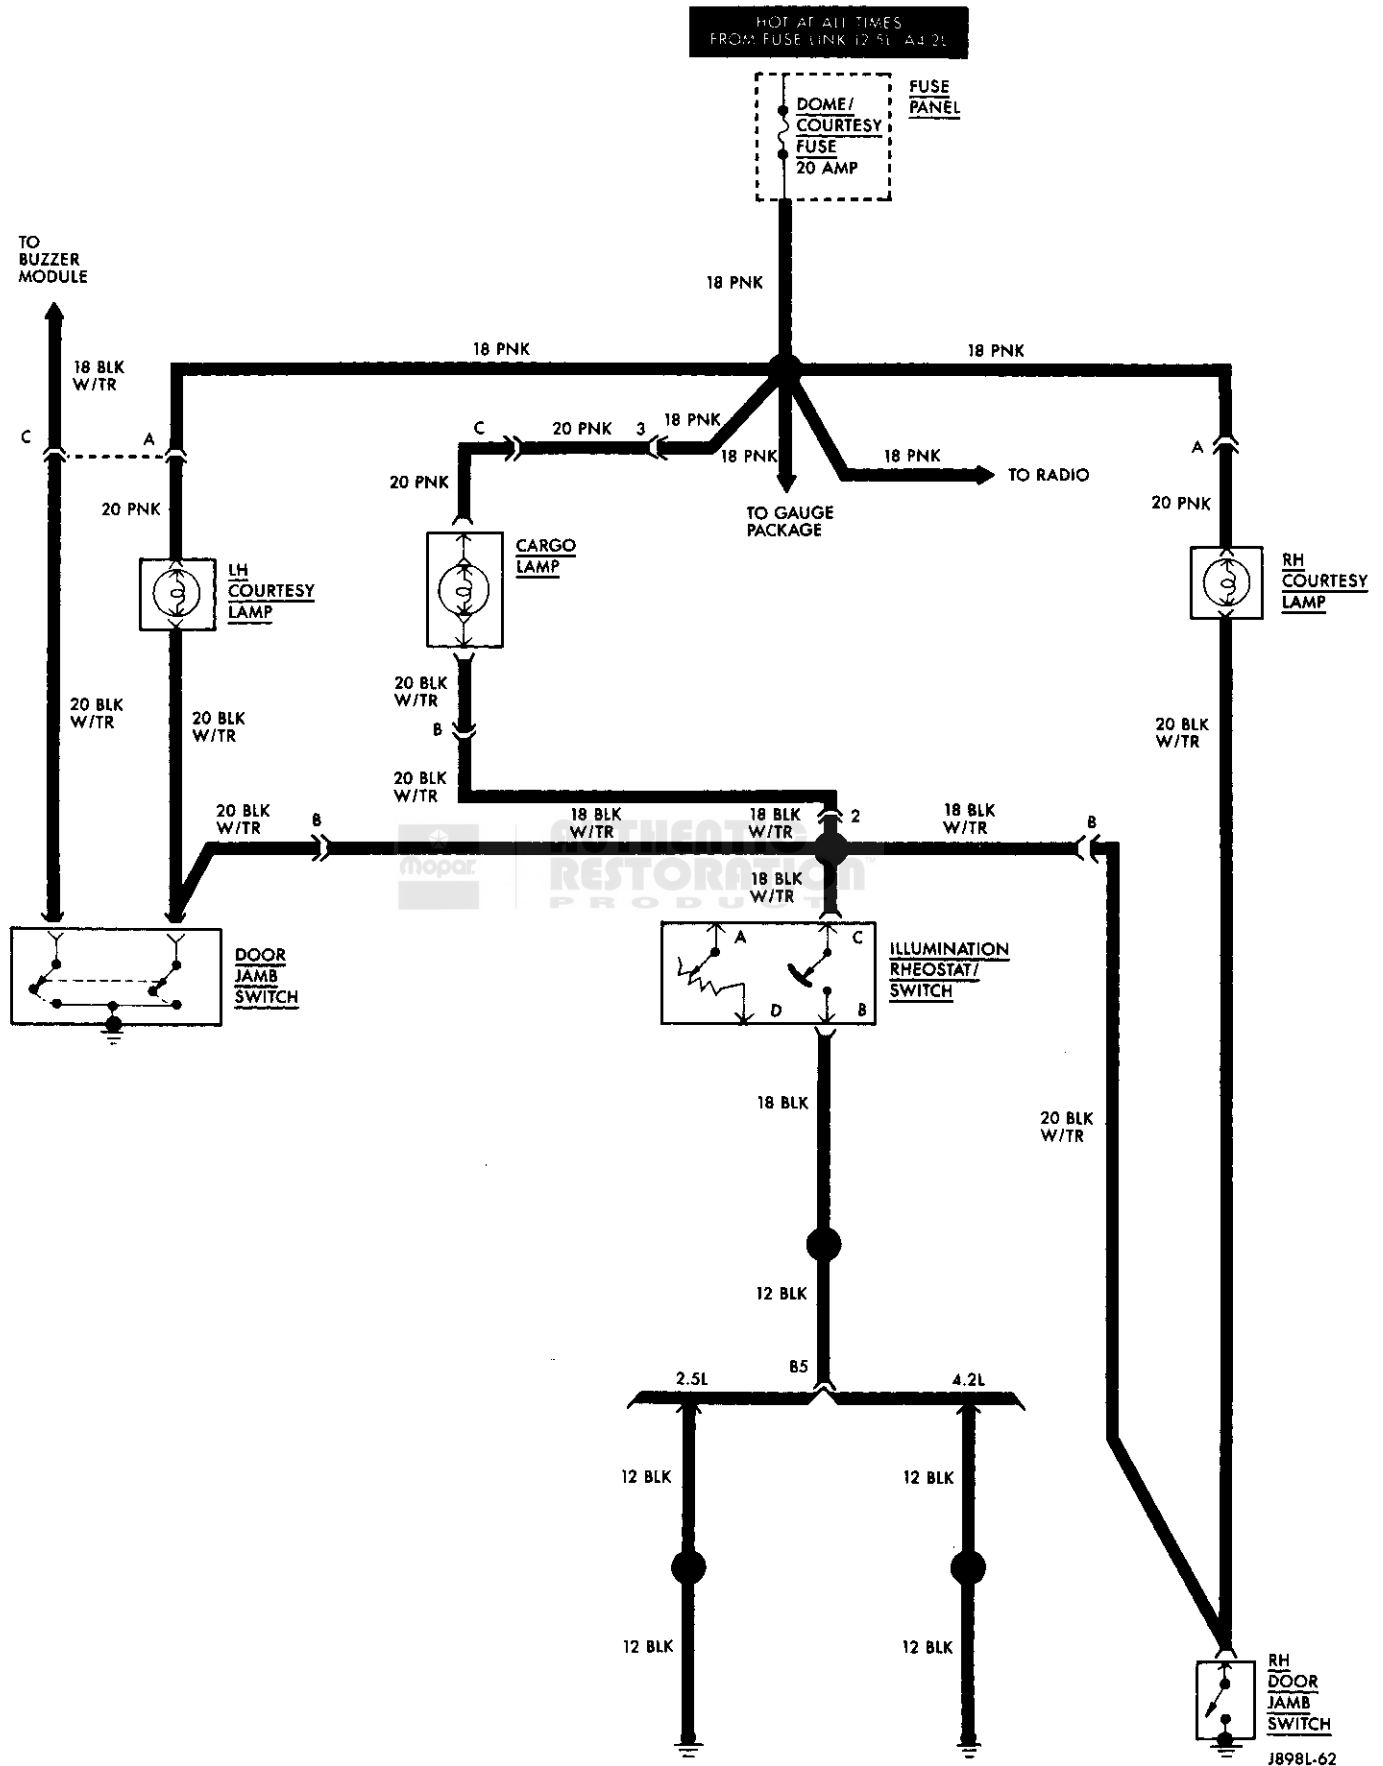 HOT AT ALL TIMES
FROM FUSE LINK
FUSE
PANEL
DOME/
COURTESY
FUSE
20 AMP
TO
BUZZER
MODULE
18 PNK
18 PNK
18 PNK
18 BLK
W/TR
C
A
C
20 PNK
3
18 PNK
18 PNK
18 PNK
TO RADIO
A
20 PNK
20 PNK
20 PNK
TO GAUGE
PACKAGE
LH
COURTESY
LAMP
CARGO
LAMP
RH
COURTESY
LAMP
20 BLK
W/TR
20 BLK
W/TR
20 BLK
W/TR
B
20 BLK
W/TR
20 BLK
W/TR
20 BLK
W/TR
B
18 BLK
W/TR
18 BLK
W/TR
2
18 BLK
W/TR
B
Mopar
AUTHENTIC
RESTORATION
PRODUCT
18 BLK
W/TR
DOOR
JAMB
SWITCH
A
C
D
B
ILLUMINATION
RHEOSTAT/
SWITCH
18 BLK
20 BLK
W/TR
12 BLK
B5
2.5L
4.2L
12 BLK
12 BLK
12 BLK
12 BLK
RH
DOOR
JAMB
SWITCH
J898L-62